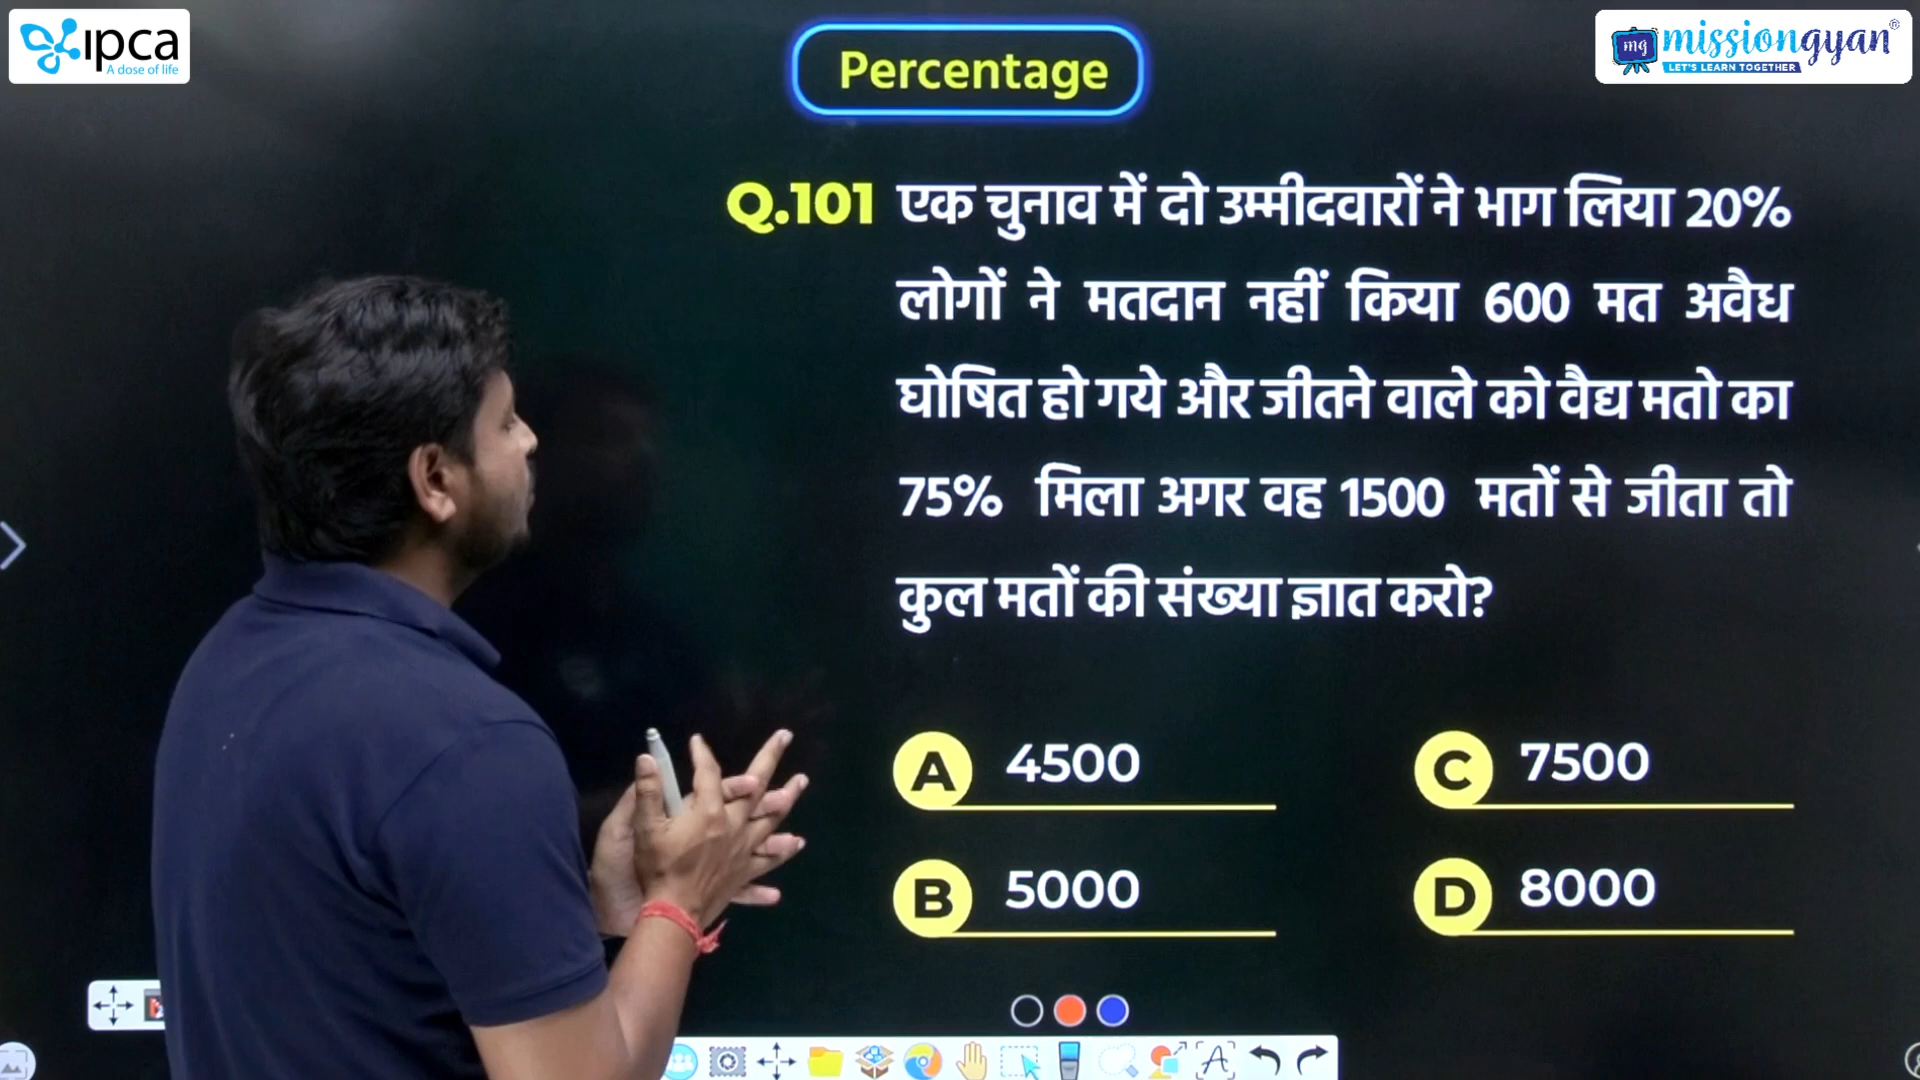 ipca
A dose of life
Percentage
mg missiongyan®
LET'S LEARN TOGETHER
Q.101 एक चुनाव में दो उम्मीदवारों ने भाग लिया 20%
लोगों ने मतदान नहीं किया 600 मत अवैध
घोषित हो गये और जीतने वाले को वैद्य मतो का
75% मिला अगर वह 1500 मतों से जीता तो
कुल मतों की संख्या ज्ञात करो?
A 4500
C 7500
B 5000
D 8000